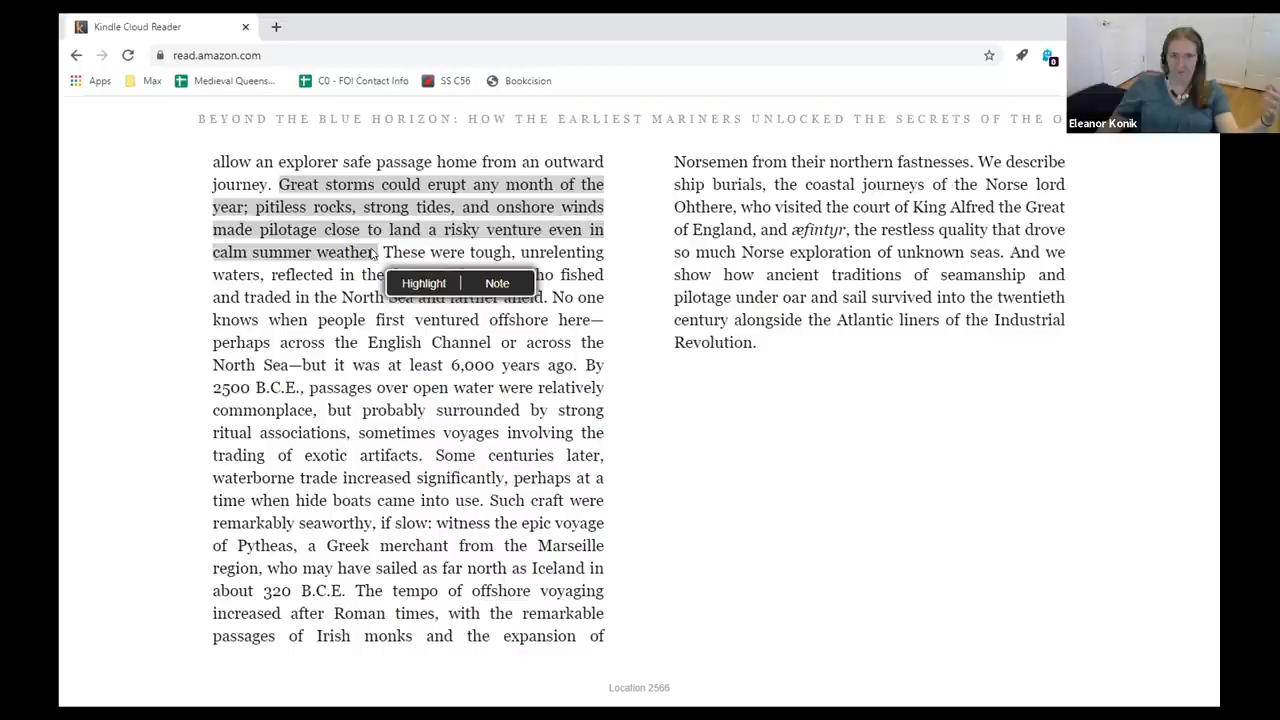 Kindle Cloud Reader
read.amazon.com
0
Apps
Max
Medieval Queens...
C0 - FOI Contact Info
SS C56
Bookcision
Eleanor Konik
BEYOND THE BLUE HORIZON: HOW THE EARLIEST MARINERS UNLOCKED THE SECRETS OF THE O
allow an explorer safe passage home from an outward
journey. Great storms could erupt any month of the
year; pitiless rocks, strong tides, and onshore winds
made pilotage close to land a risky venture even in
calm summer weather. These were tough, unrelenting
waters, reflected in the who fished
Highlight
Note
and traded in the North Sea and farther afield. No one
knows when people first ventured offshore here—
perhaps across the English Channel or across the
North Sea—but it was at least 6,000 years ago. By
2500 B.C.E., passages over open water were relatively
commonplace, but probably surrounded by strong
ritual associations, sometimes voyages involving the
trading of exotic artifacts. Some centuries later,
waterborne trade increased significantly, perhaps at a
time when hide boats came into use. Such craft were
remarkably seaworthy, if slow: witness the epic voyage
of Pytheas, a Greek merchant from the Marseille
region, who may have sailed as far north as Iceland in
about 320 B.C.E. The tempo of offshore voyaging
increased after Roman times, with the remarkable
passages of Irish monks and the expansion of
Norsemen from their northern fastnesses. We describe
ship burials, the coastal journeys of the Norse lord
Ohthere, who visited the court of King Alfred the Great
of England, and æfintyr, the restless quality that drove
so much Norse exploration of unknown seas. And we
show how ancient traditions of seamanship and
pilotage under oar and sail survived into the twentieth
century alongside the Atlantic liners of the Industrial
Revolution.
Location 2566